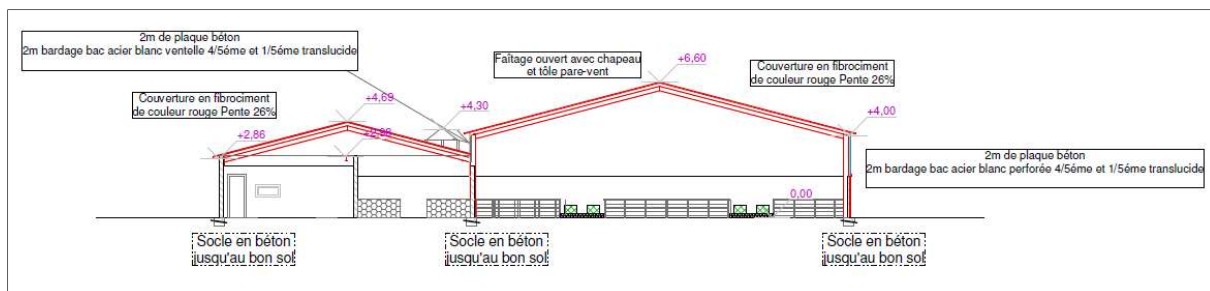 2m de plaque béton
2m bardage bac acier blanc ventelle 4/5éme et 1/5éme translucide
Faîtage ouvert avec chapeau
et tôle pare-vent
+6,60
Couverture en fibrociment
de couleur rouge Pente 26%
Couverture en fibrociment
de couleur rouge Pente 26%
+4,69
+4,30
+4,00
+2,86
2m de plaque béton
2m bardage bac acier blanc perforée 4/5éme et 1/5éme translucide
0,00
Socle en béton
jusqu'au bon sol
Socle en béton
jusqu'au bon sol
Socle en béton
jusqu'au bon sol